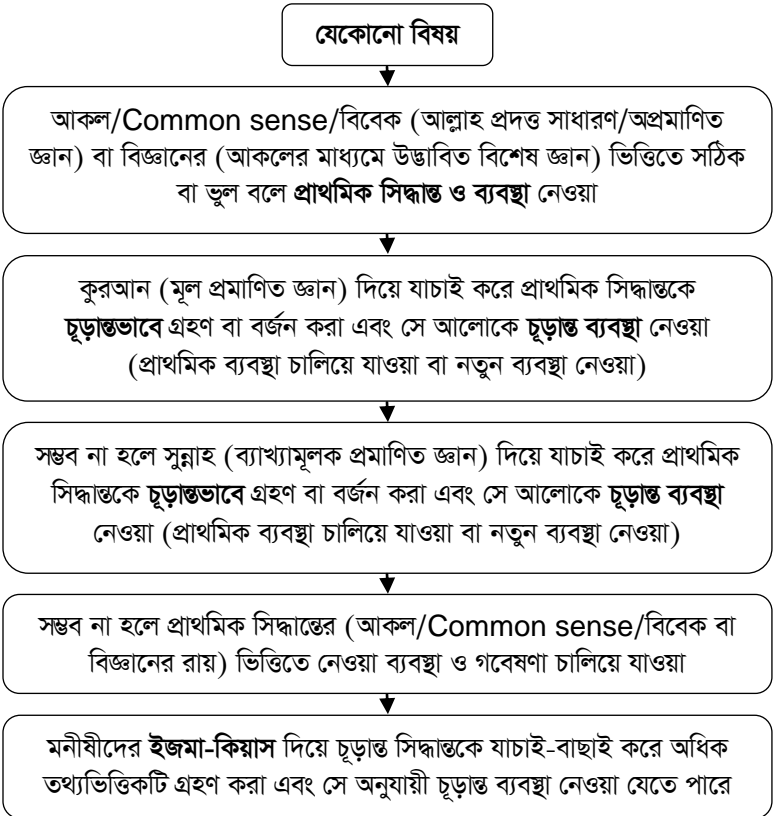 যেকোনো বিষয়
আকল/Common sense/বিবেক (আল্লাহ প্রদত্ত সাধারণ/অপ্রমাণিত
জ্ঞান) বা বিজ্ঞানের (আকলের মাধ্যমে উদ্ভাবিত বিশেষ জ্ঞান) ভিত্তিতে সঠিক
বা ভুল বলে প্রাথমিক সিদ্ধান্ত ও ব্যবস্থা নেওয়া
কুরআন (মূল প্রমাণিত জ্ঞান) দিয়ে যাচাই করে প্রাথমিক সিদ্ধান্তকে
চূড়ান্তভাবে গ্রহণ বা বর্জন করা এবং সে আলোকে চূড়ান্ত ব্যবস্থা নেওয়া
(প্রাথমিক ব্যবস্থা চালিয়ে যাওয়া বা নতুন ব্যবস্থা নেওয়া)
সম্ভব না হলে সুন্নাহ (ব্যাখ্যামূলক প্রমাণিত জ্ঞান) দিয়ে যাচাই করে প্রাথমিক
সিদ্ধান্তকে চূড়ান্তভাবে গ্রহণ বা বর্জন করা এবং সে আলোকে চূড়ান্ত ব্যবস্থা
নেওয়া (প্রাথমিক ব্যবস্থা চালিয়ে যাওয়া বা নতুন ব্যবস্থা নেওয়া)
সম্ভব না হলে প্রাথমিক সিদ্ধান্তের (আকল/Common sense/বিবেক বা
বিজ্ঞানের রায়) ভিত্তিতে নেওয়া ব্যবস্থা ও গবেষণা চালিয়ে যাওয়া
মনীষীদের ইজমা-কিয়াস দিয়ে চূড়ান্ত সিদ্ধান্তকে যাচাই-বাছাই করে অধিক
তথ্যভিত্তিকটি গ্রহণ করা এবং সে অনুযায়ী চূড়ান্ত ব্যবস্থা নেওয়া যেতে পারে